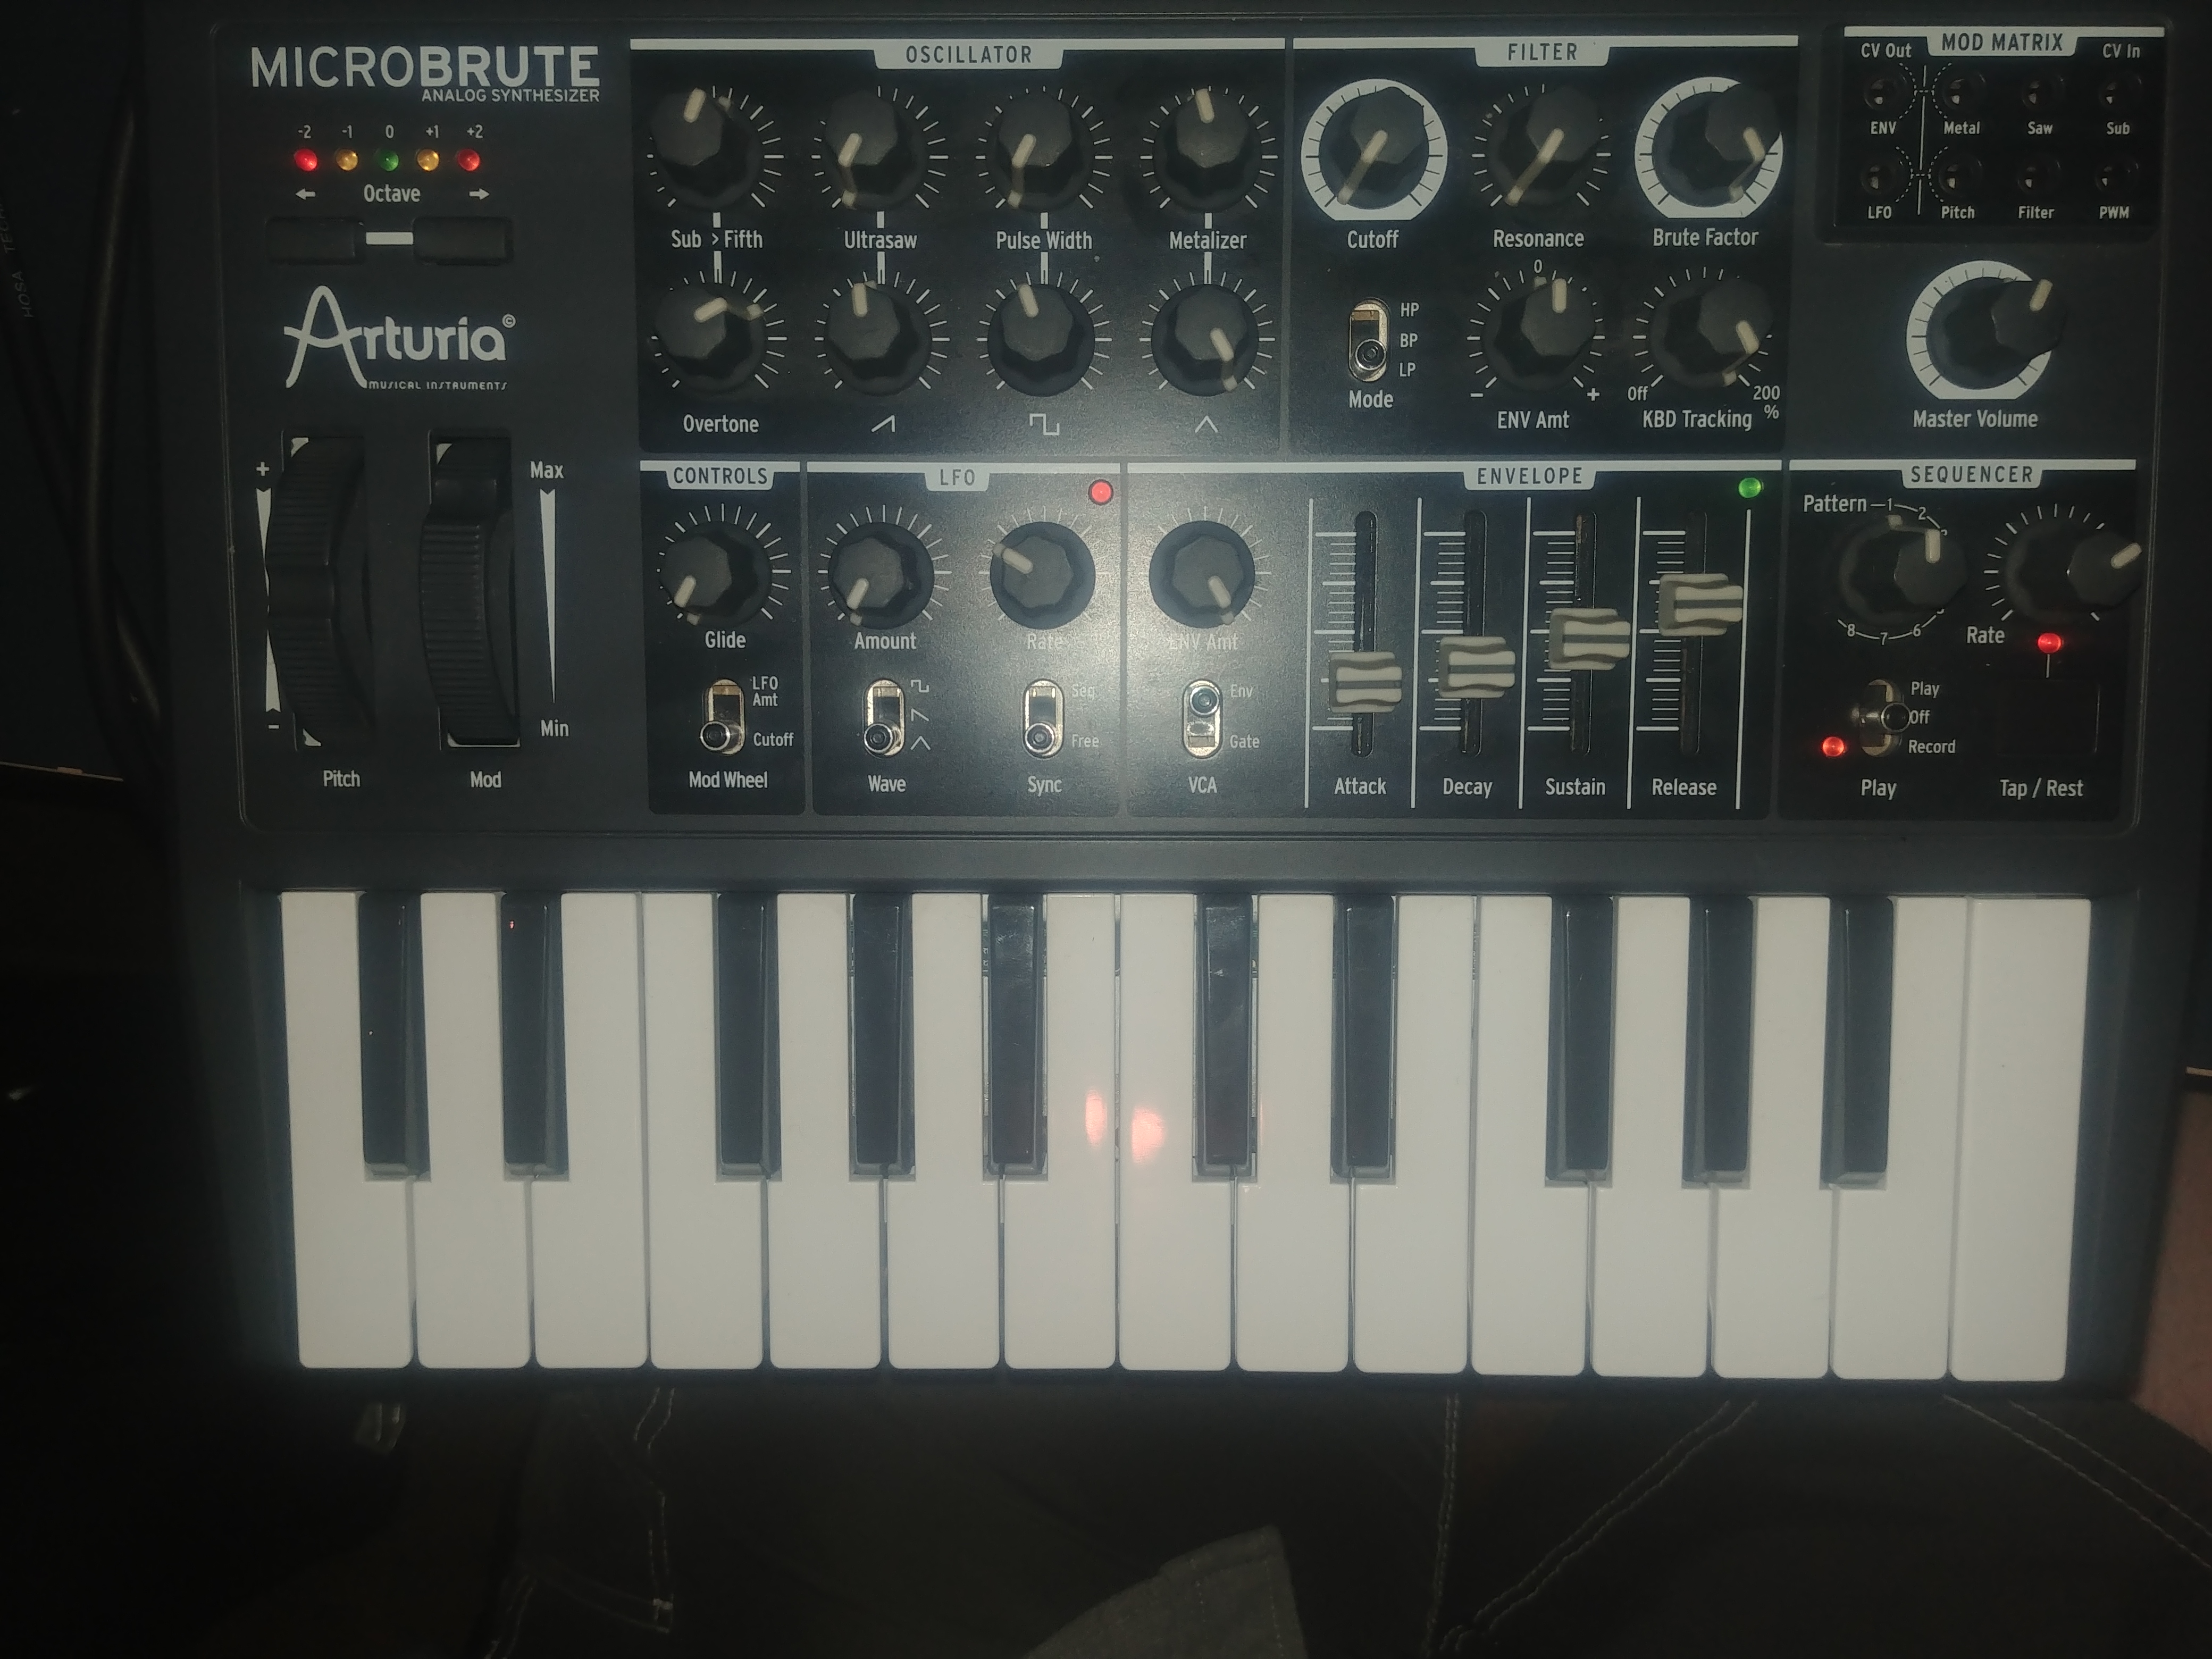 MICROBRUTE
ANALOG SYNTHESIZER
-2 -1 0 +1 +2
← Octave →
Arturia©
MUSICAL INSTRUMENTS
+
-
Pitch
Max
Min
Mod
OSCILLATOR
Sub > Fifth Ultrasaw Pulse Width Metalizer
Overtone
FILTER
Cutoff Resonance Brute Factor
HP
BP
LP
Mode
0
- +
ENV Amt
Off 200
%
KBD Tracking
MOD MATRIX
CV Out CV In
ENV Metal Saw Sub
LFO Pitch Filter PWM
Master Volume
CONTROLS
Glide
LFO
Amt
Cutoff
Mod Wheel
LFO
Amount Rate
Wave
Seq
Free
Sync
ENVELOPE
ENV Amt
Env
Gate
VCA
Attack Decay Sustain Release
SEQUENCER
Pattern 1 2
8 7 6
Rate
Play
Off
Record
Play
Tap / Rest
HOSA